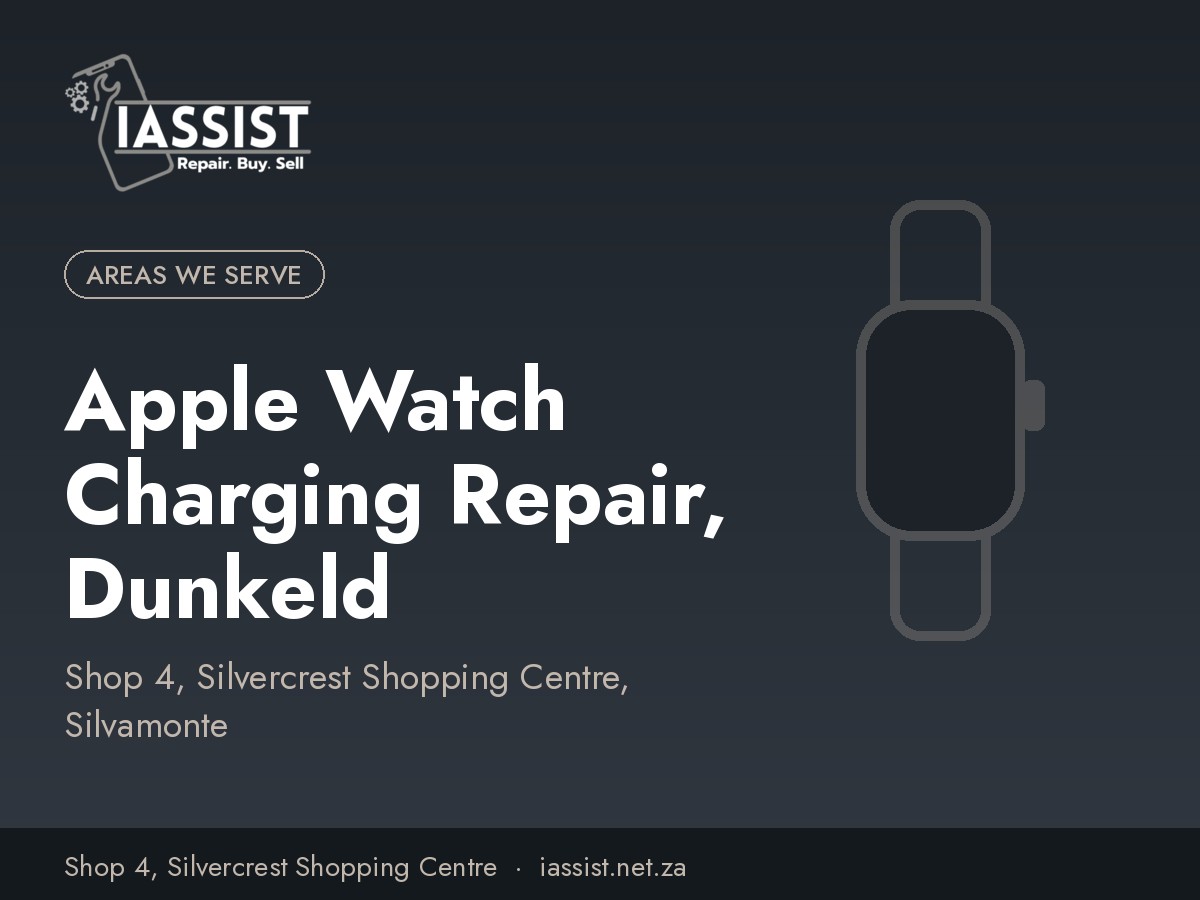 IASSIST
Repair. Buy. Sell
AREAS WE SERVE
Apple Watch
Charging Repair,
Dunkeld
Shop 4, Silvercrest Shopping Centre,
Silvamonte
Shop 4, Silvercrest Shopping Centre · iassist.net.za